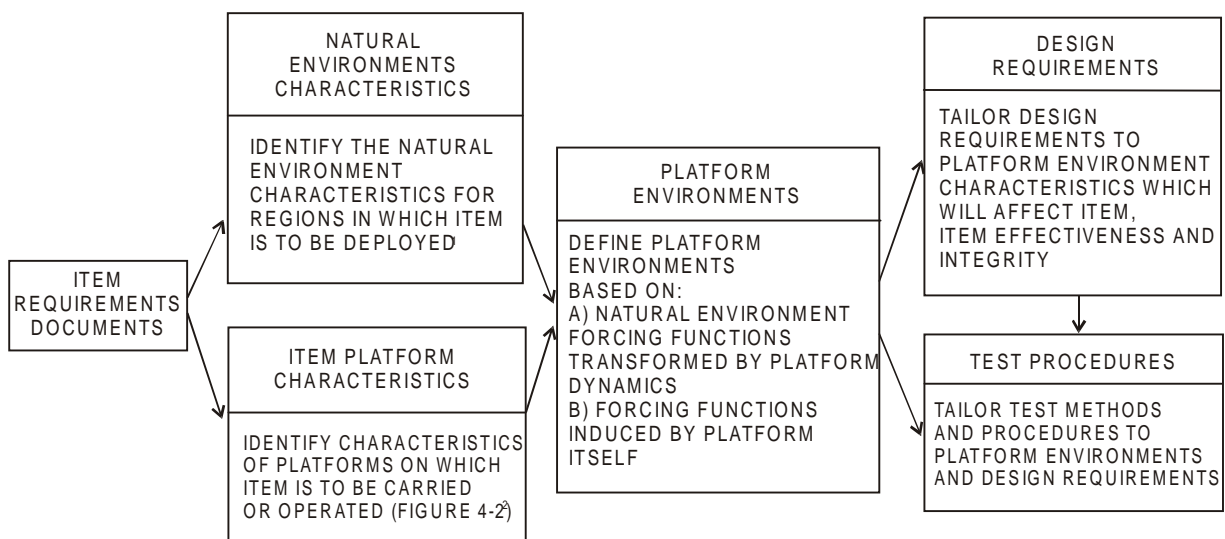 ITEM
REQUIREMENTS
DOCUMENTS
NATURAL
ENVIRONMENTS
CHARACTERISTICS
IDENTIFY THE NATURAL
ENVIRONMENT
CHARACTERISTICS FOR
REGIONS IN WHICH ITEM
IS TO BE DEPLOYED¹
ITEM PLATFORM
CHARACTERISTICS
IDENTIFY CHARACTERISTICS
OF PLATFORMS ON WHICH
ITEM IS TO BE CARRIED
OR OPERATED (FIGURE 4-2²)
PLATFORM
ENVIRONMENTS
DEFINE PLATFORM
ENVIRONMENTS
BASED ON:
A) NATURAL ENVIRONMENT
FORCING FUNCTIONS
TRANSFORMED BY PLATFORM
DYNAMICS
B) FORCING FUNCTIONS
INDUCED BY PLATFORM
ITSELF
DESIGN
REQUIREMENTS
TAILOR DESIGN
REQUIREMENTS TO
PLATFORM ENVIRONMENT
CHARACTERISTICS WHICH
WILL AFFECT ITEM,
ITEM EFFECTIVENESS AND
INTEGRITY
TEST PROCEDURES
TAILOR TEST METHODS
AND PROCEDURES TO
PLATFORM ENVIRONMENTS
AND DESIGN REQUIREMENTS